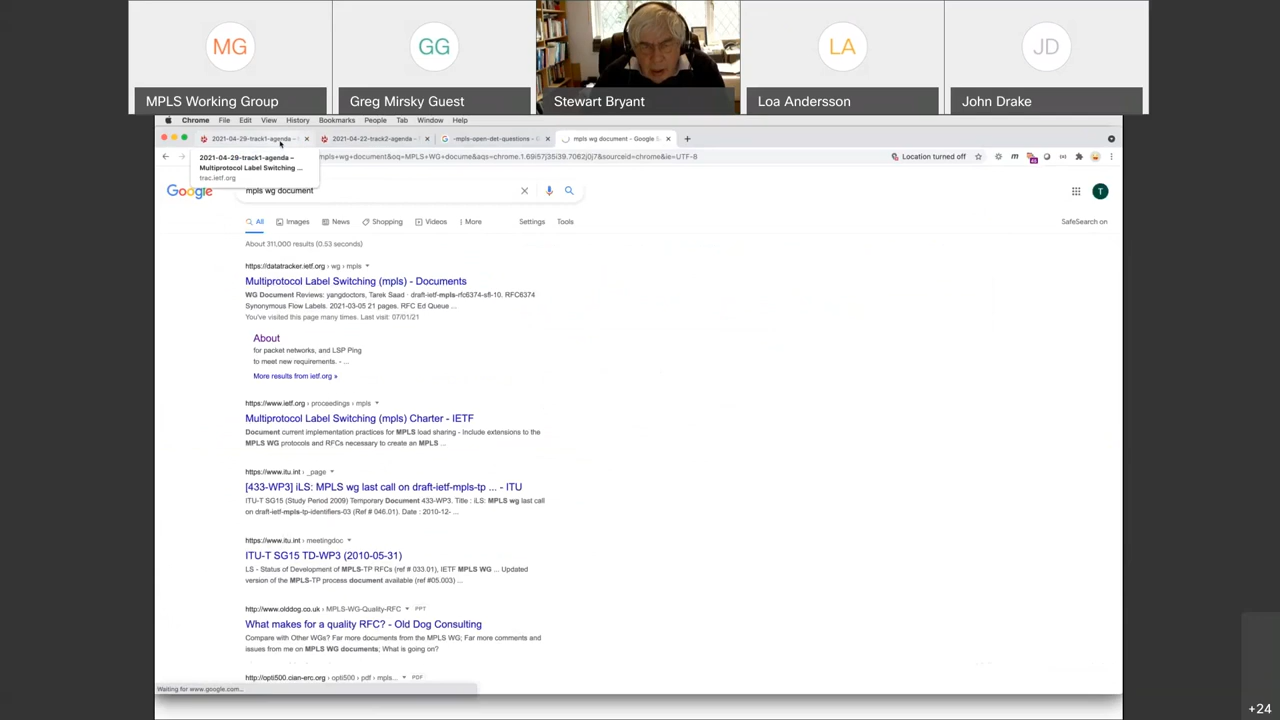 MG
GG
LA
JD
MPLS Working Group
Greg Mirsky Guest
Stewart Bryant
Loa Andersson
John Drake
Chrome File Edit View History Bookmarks People Tab Window Help
2021-04-29-track1-agenda -
2021-04-22-track2-agenda -
-mpls-open-det-questions -
mpls wg document - Google
2021-04-29-track1-agenda –
Multiprotocol Label Switching ...
trac.ietf.org
Location turned off
Google
mpls wg document
T
All Images News Shopping Videos More Settings Tools
SafeSearch on
About 311,000 results (0.53 seconds)
https://datatracker.ietf.org › wg › mpls
Multiprotocol Label Switching (mpls) - Documents
WG Document Reviews: yangdoctors, Tarek Saad · draft-ietf-mpls-rfc6374-sfl-10. RFC6374
Synonymous Flow Labels. 2021-03-05 21 pages. RFC Ed Queue ...
You've visited this page many times. Last visit: 07/01/21
About
for packet networks, and LSP Ping
to meet new requirements. - ...
More results from ietf.org »
https://www.ietf.org › proceedings › mpls
Multiprotocol Label Switching (mpls) Charter - IETF
Document current implementation practices for MPLS load sharing - Include extensions to the
MPLS WG protocols and RFCs necessary to create an MPLS ...
https://www.itu.int › _page
[433-WP3] iLS: MPLS wg last call on draft-ietf-mpls-tp ... - ITU
ITU-T SG15 (Study Period 2009) Temporary Document 433-WP3. Title : iLS: MPLS wg last call
on draft-ietf-mpls-tp-identifiers-03 (Ref # 046.01). Date : 2010-12- ...
https://www.itu.int › meetingdoc
ITU-T SG15 TD-WP3 (2010-05-31)
LS - Status of Development of MPLS-TP RFCs (ref # 033.01), IETF MPLS WG ... Updated
version of the MPLS-TP process document available (ref #05.003) ...
http://www.olddog.co.uk › MPLS-WG-Quality-RFC PPT
What makes for a quality RFC? - Old Dog Consulting
Compare with Other WGs? Far more documents from the MPLS WG; Far more comments and
issues from me on MPLS WG documents; What is going on?
http://opti500.cian-erc.org › opti500 › pdf › mpls... PDF
Waiting for www.google.com...
+24